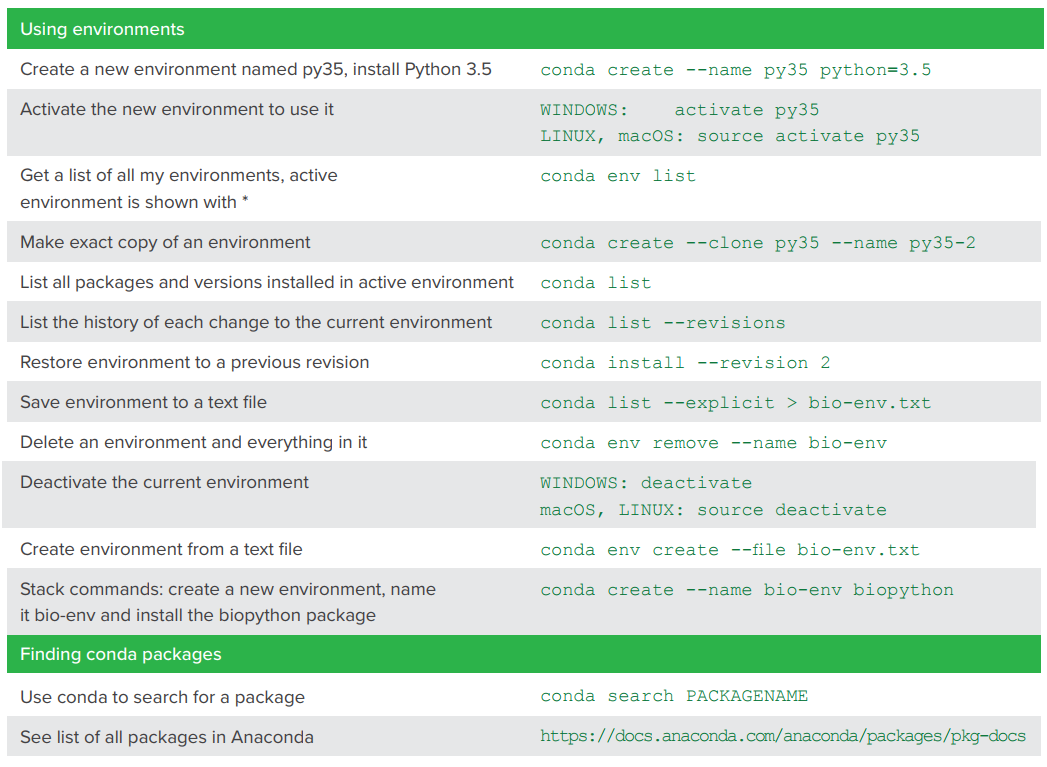 Using environments
Create a new environment named py35, install Python 3.5 conda create --name py35 python=3.5
Activate the new environment to use it WINDOWS: activate py35
LINUX, macOS: source activate py35
Get a list of all my environments, active conda env list
environment is shown with *
Make exact copy of an environment conda create --clone py35 --name py35-2
List all packages and versions installed in active environment conda list
List the history of each change to the current environment conda list --revisions
Restore environment to a previous revision conda install --revision 2
Save environment to a text file conda list --explicit > bio-env.txt
Delete an environment and everything in it conda env remove --name bio-env
Deactivate the current environment WINDOWS: deactivate
macOS, LINUX: source deactivate
Create environment from a text file conda env create --file bio-env.txt
Stack commands: create a new environment, name conda create --name bio-env biopython
it bio-env and install the biopython package
Finding conda packages
Use conda to search for a package conda search PACKAGENAME
See list of all packages in Anaconda https://docs.anaconda.com/anaconda/packages/pkg-docs